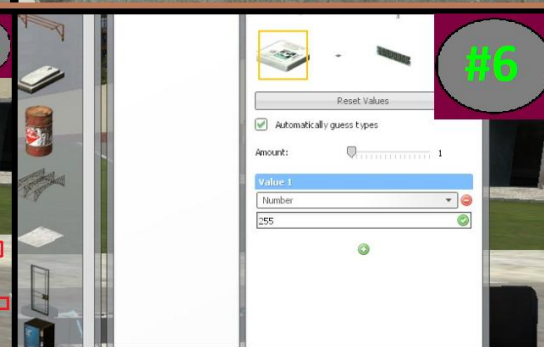 #6
Reset Values
Automatically guess types
Amount:
1
Value 1
Number
255